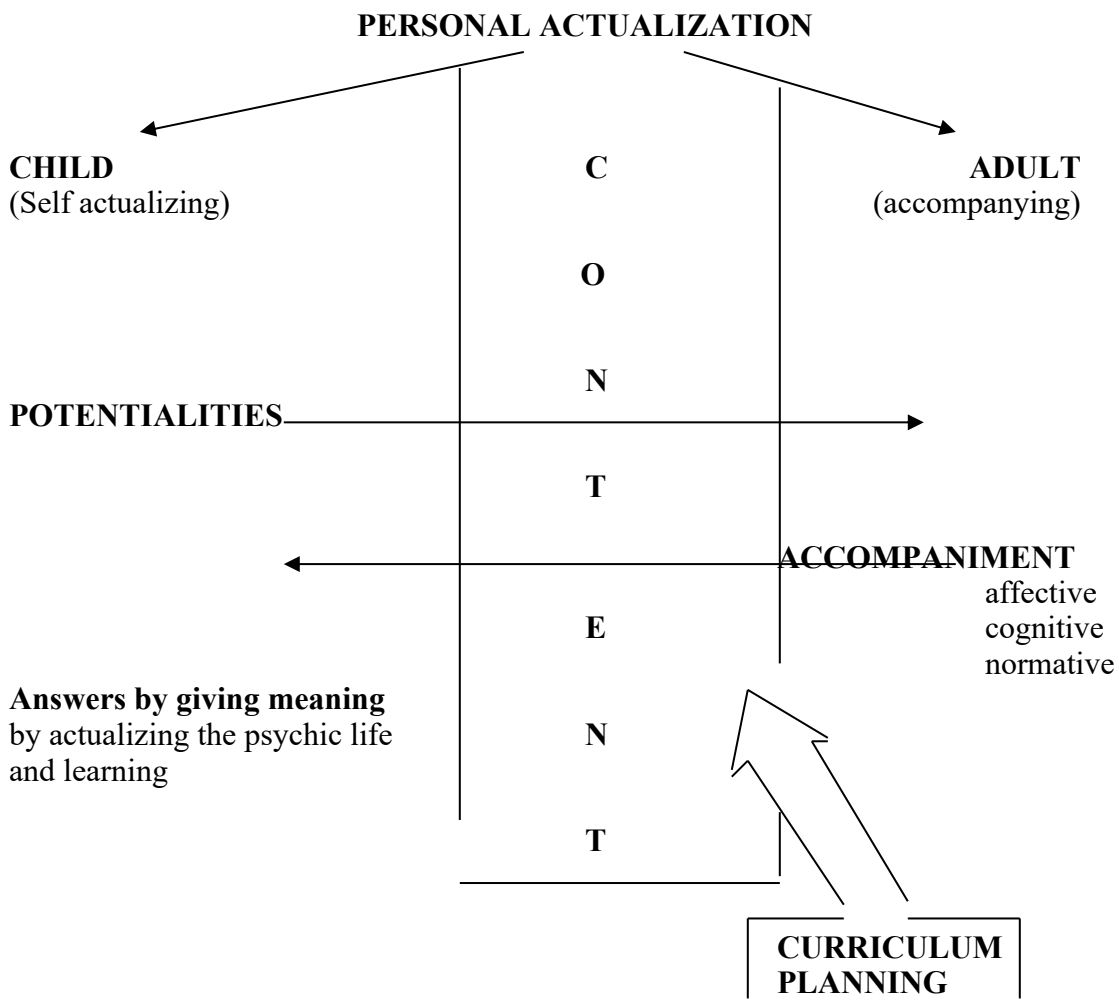 PERSONAL ACTUALIZATION
CHILD
(Self actualizing)
C
ADULT
(accompanying)
O
N
POTENTIALITIES
T
ACCOMPANIMENT
affective
cognitive
normative
E
Answers by giving meaning
by actualizing the psychic life
and learning
N
T
CURRICULUM
PLANNING